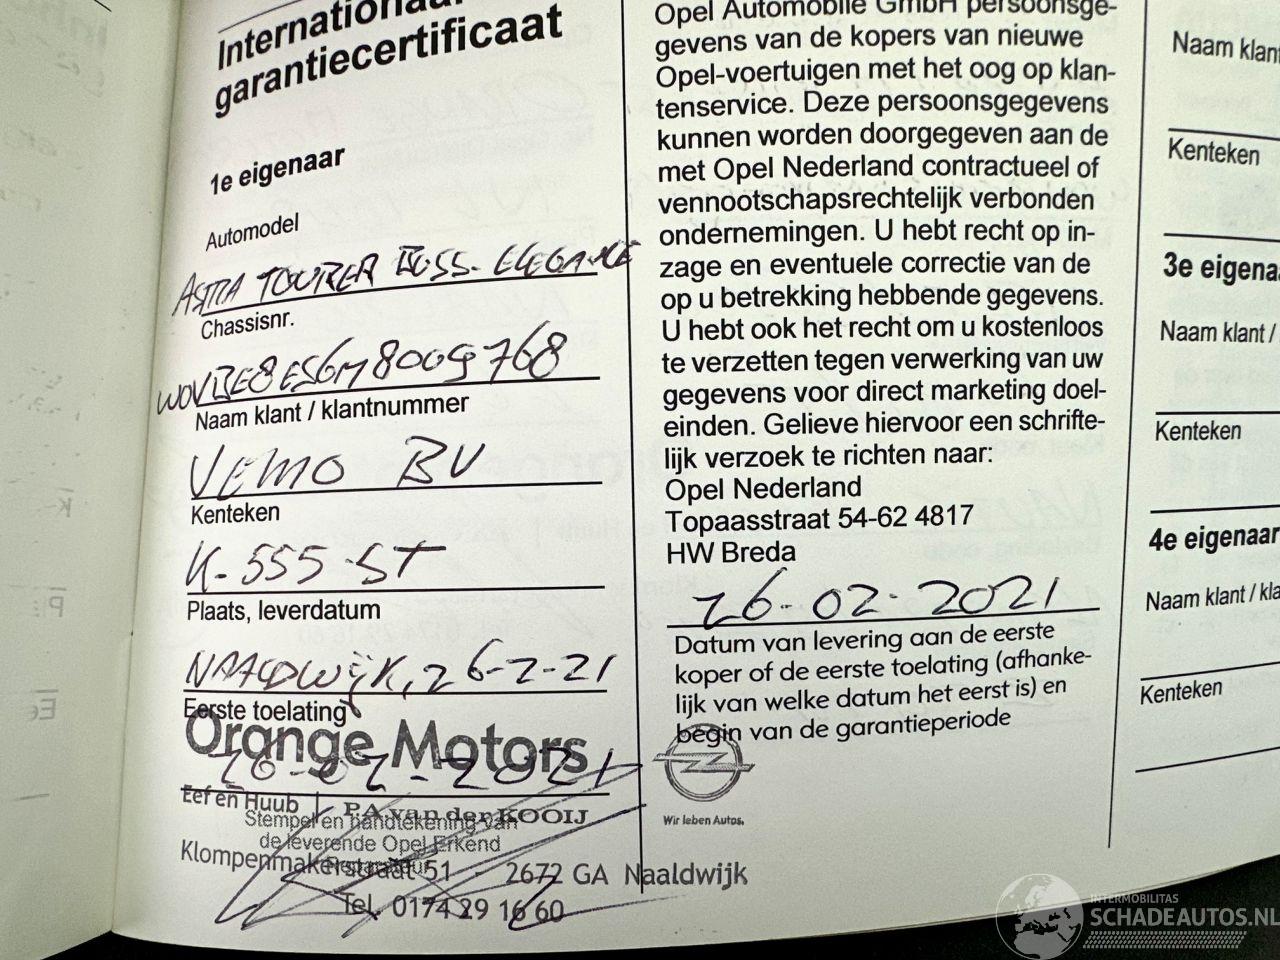 Internationaal
garantiecertificaat
1e eigenaar
Automodel
ASTRA TOURER BUSS. ELEGANCE
Chassisnr.
W0VBE8ES6M8009768
Naam klant / klantnummer
VEMO BV
Kenteken
K-555-ST
Plaats, leverdatum
NAALDWIJK, 26-2-21
Eerste toelating
26-02-2021
Orange Motors
Eef en Huub | P.A van der KOOIJ
Stempel en handtekening van
de leverende Opel Erkend
Reparateur
Klompenmakerstraat 51 - 2672 GA Naaldwijk
Tel. 0174 29 16 60
Opel Automobile GmbH persoonsge-
gevens van de kopers van nieuwe
Opel-voertuigen met het oog op klan-
tenservice. Deze persoonsgegevens
kunnen worden doorgegeven aan de
met Opel Nederland contractueel of
vennootschapsrechtelijk verbonden
ondernemingen. U hebt recht op in-
zage en eventuele correctie van de
op u betrekking hebbende gegevens.
U hebt ook het recht om u kostenloos
te verzetten tegen verwerking van uw
gegevens voor direct marketing doel-
einden. Gelieve hiervoor een schrifte-
lijk verzoek te richten naar:
Opel Nederland
Topaasstraat 54-62 4817
HW Breda
26-02-2021
Datum van levering aan de eerste
koper of de eerste toelating (afhanke-
lijk van welke datum het eerst is) en
begin van de garantieperiode
Wir leben Autos.
Naam klant
Kenteken
3e eigenaar
Naam klant /
Kenteken
4e eigenaar
Naam klant / kla
Kenteken
INTERMOBILITAS
SCHADEAUTOS.NL